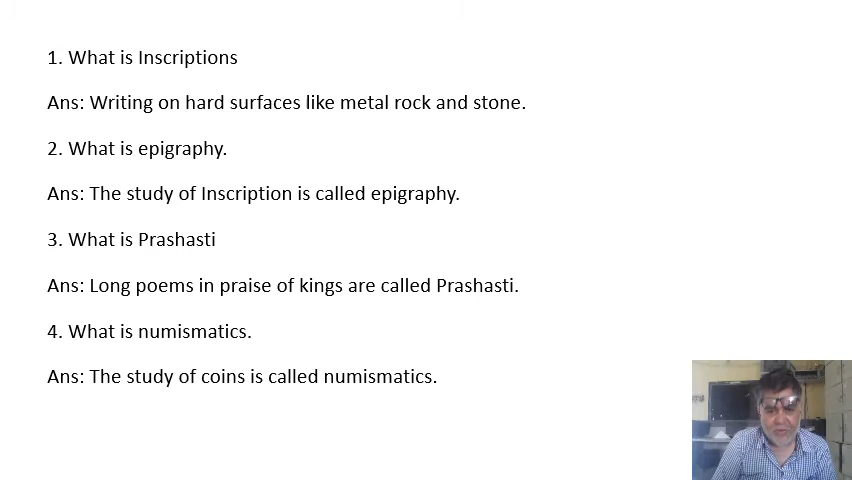 1. What is Inscriptions
Ans: Writing on hard surfaces like metal rock and stone.
2. What is epigraphy.
Ans: The study of Inscription is called epigraphy.
3. What is Prashasti
Ans: Long poems in praise of kings are called Prashasti.
4. What is numismatics.
Ans: The study of coins is called numismatics.